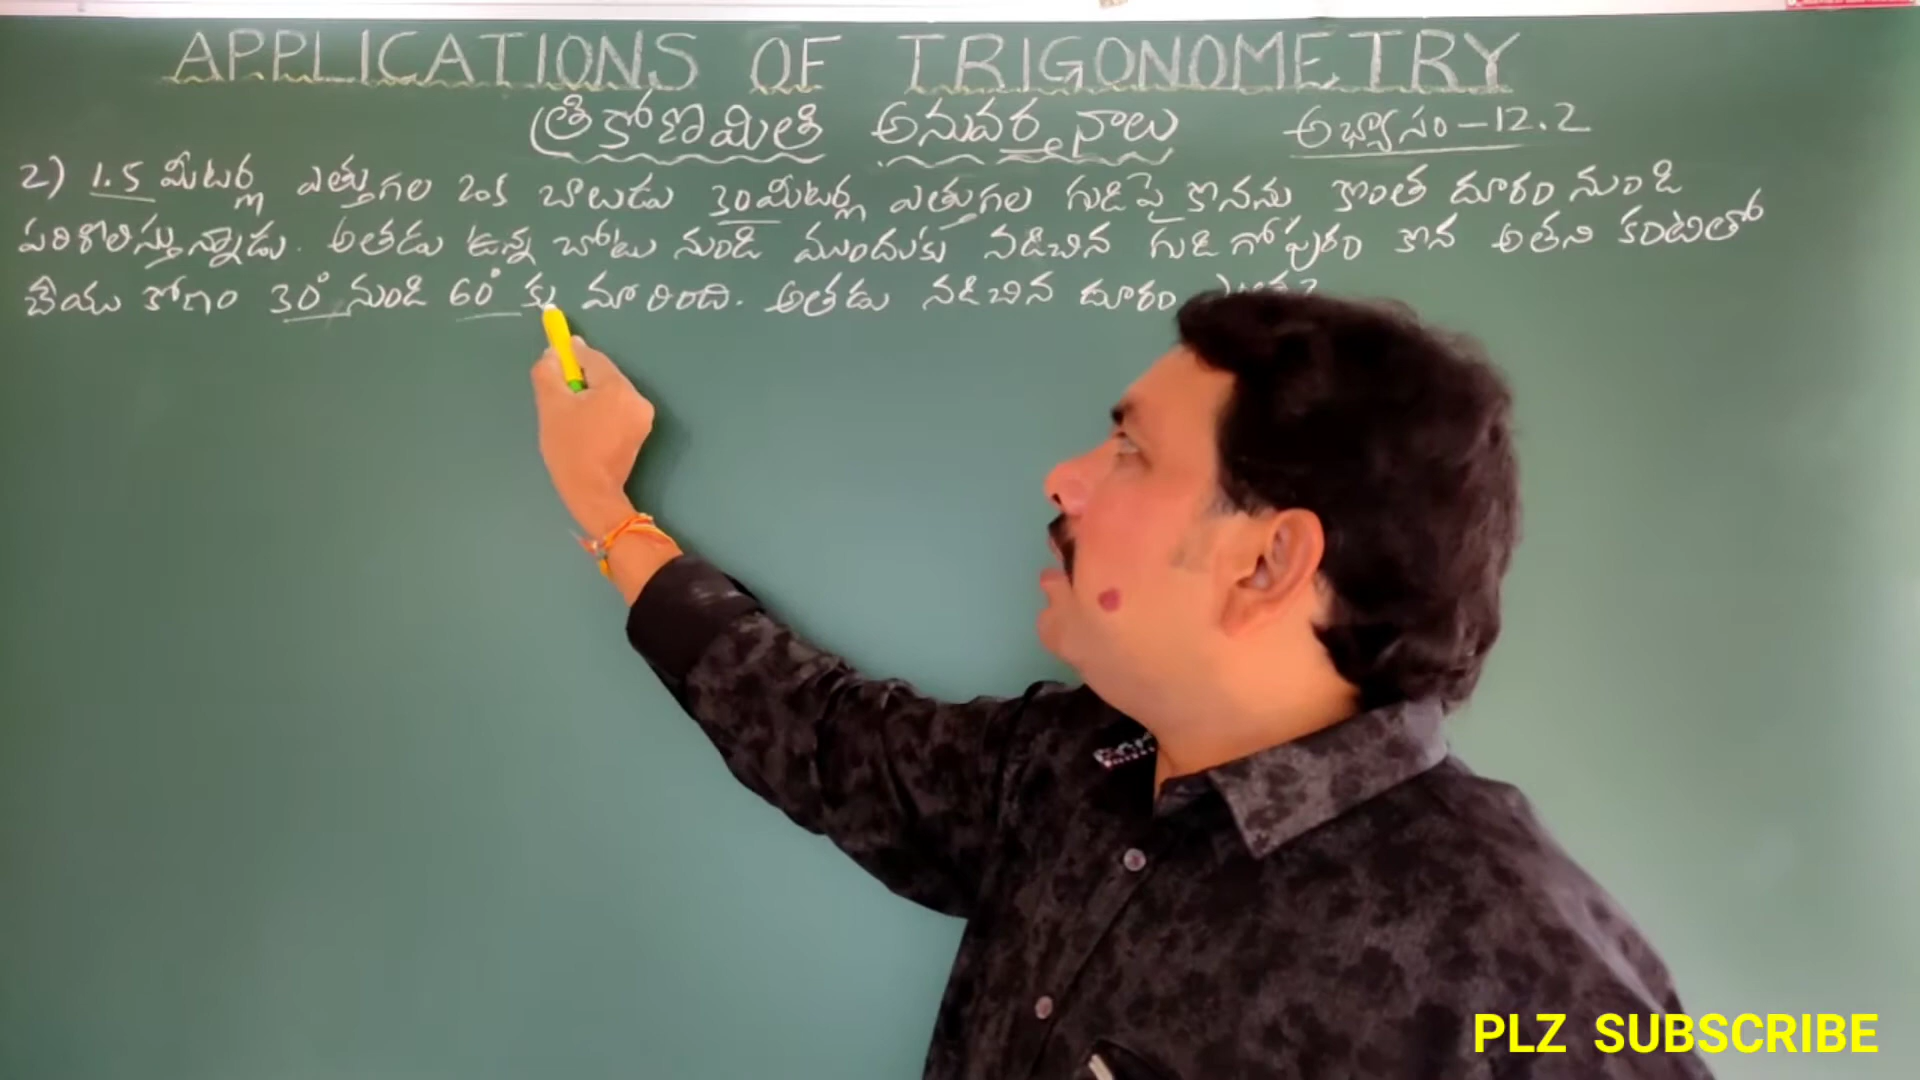 APPLICATIONS OF TRIGONOMETRY
త్రికోణమితి అనువర్తనాలు అభ్యాసం-12.2
2) 1.5 మీటర్ల ఎత్తుగల ఒక బాలుడు 30మీటర్ల ఎత్తుగల గుడిపై కొనను కొంత దూరం నుండి
పరిశీలిస్తున్నాడు. అతడు ఉన్న చోటు నుండి ముందుకు నడిచిన గుడి గోపురం కొన అతని కంటితో
చేయు కోణం 30° నుండి 60° కు మారింది. అతడు నడిచిన దూరం
PLZ SUBSCRIBE